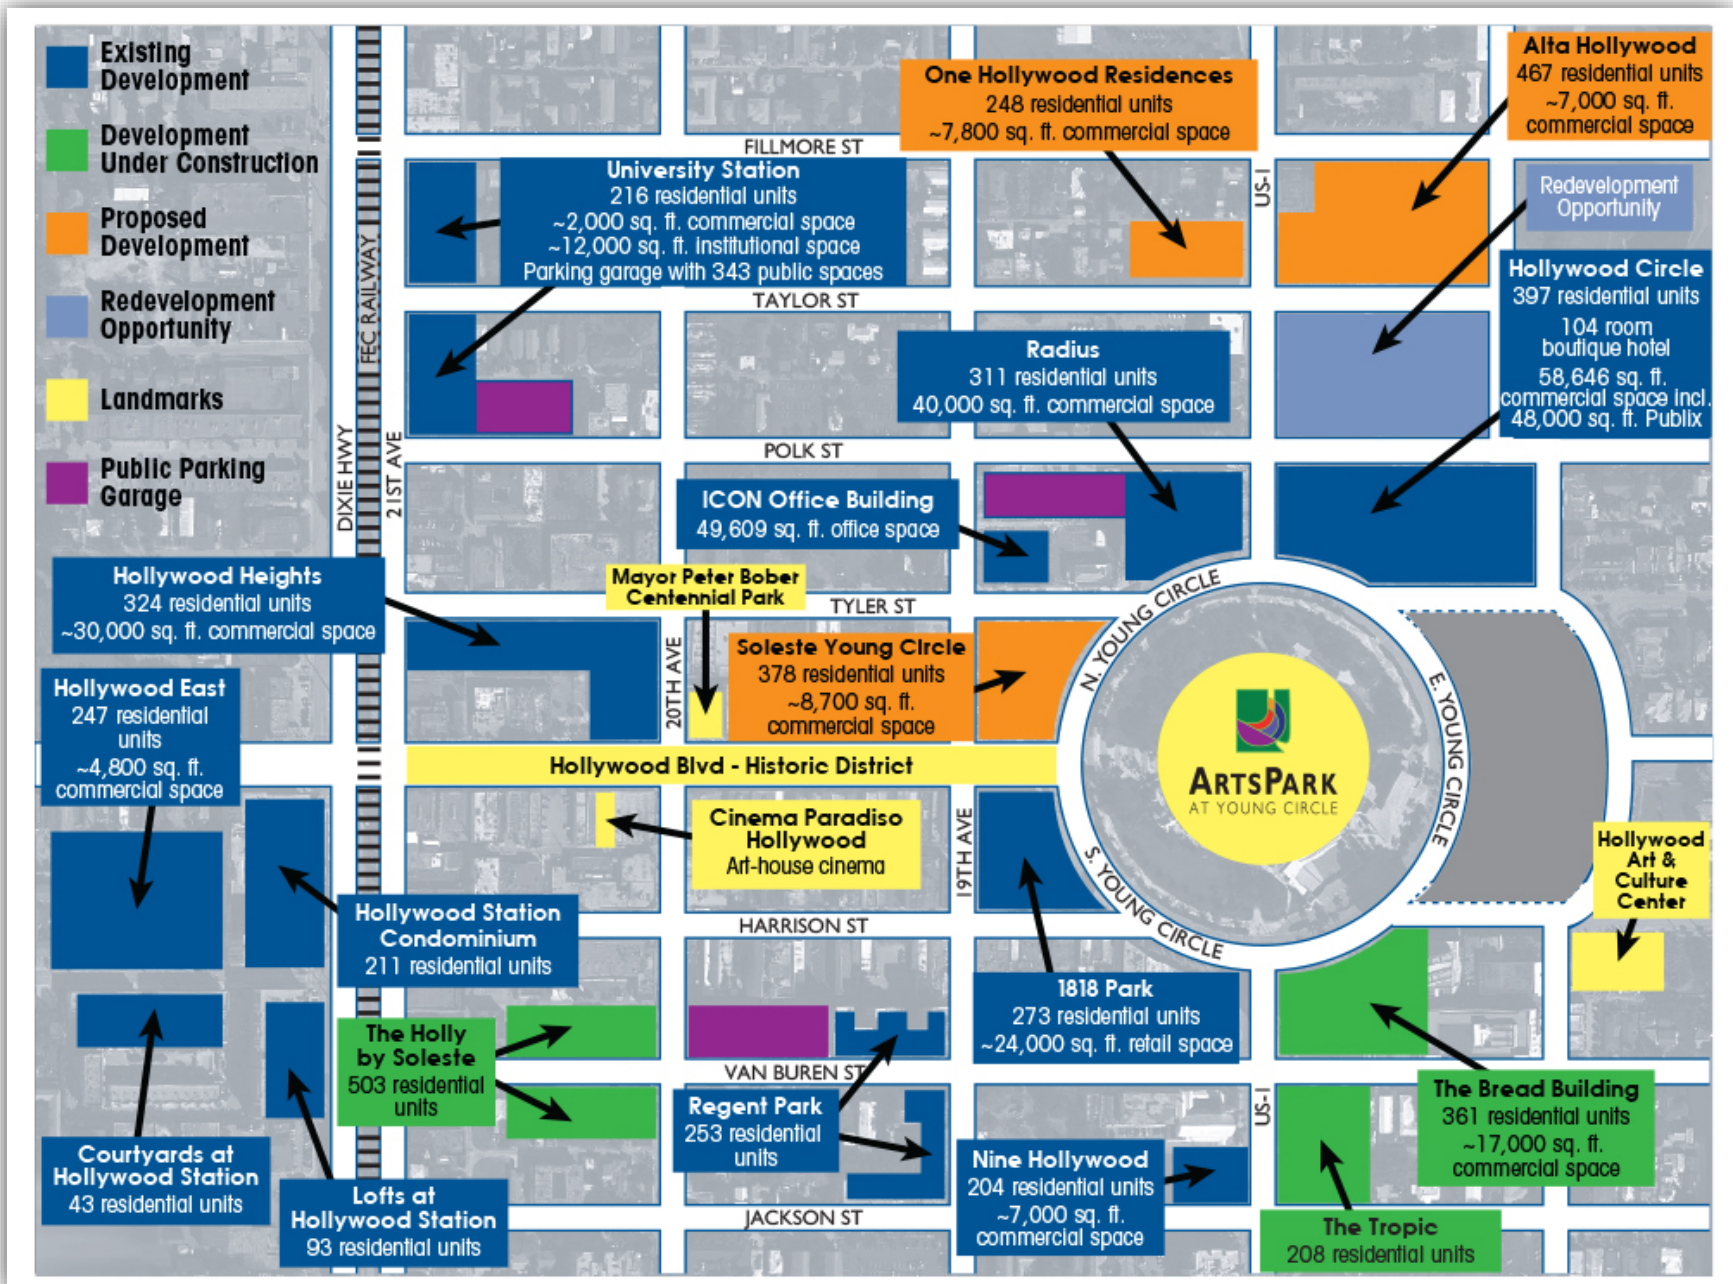 Existing
Development
Development
Under Construction
Proposed
Development
Redevelopment
Opportunity
Landmarks
Public Parking
Garage
One Hollywood Residences
248 residential units
~7,800 sq. ft. commercial space
Alta Hollywood
467 residential units
~7,000 sq. ft.
commercial space
FILLMORE ST
University Station
216 residential units
~2,000 sq. ft. commercial space
~12,000 sq. ft. institutional space
Parking garage with 343 public spaces
US-1
Redevelopment
Opportunity
Hollywood Circle
397 residential units
104 room
boutique hotel
58,646 sq. ft.
commercial space incl.
48,000 sq. ft. Publix
TAYLOR ST
FEC RAILWAY
Radius
311 residential units
40,000 sq. ft. commercial space
DIXIE HWY
21ST AVE
POLK ST
ICON Office Building
49,609 sq. ft. office space
Hollywood Heights
324 residential units
~30,000 sq. ft. commercial space
Mayor Peter Bober
Centennial Park
TYLER ST
N. YOUNG CIRCLE
20TH AVE
Soleste Young Circle
378 residential units
~8,700 sq. ft.
commercial space
E. YOUNG CIRCLE
Hollywood East
247 residential
units
~4,800 sq. ft.
commercial space
Hollywood Blvd - Historic District
ARTSPARK
AT YOUNG CIRCLE
Cinema Paradiso
Hollywood
Art-house cinema
19TH AVE
S. YOUNG CIRCLE
Hollywood
Art &
Culture
Center
Hollywood Station
Condominium
211 residential units
HARRISON ST
1818 Park
273 residential units
~24,000 sq. ft. retail space
The Holly
by Soleste
503 residential
units
VAN BUREN ST
Regent Park
253 residential
units
US-1
The Bread Building
361 residential units
~17,000 sq. ft.
commercial space
Courtyards at
Hollywood Station
43 residential units
Lofts at
Hollywood Station
93 residential units
Nine Hollywood
204 residential units
~7,000 sq. ft.
commercial space
JACKSON ST
The Tropic
208 residential units